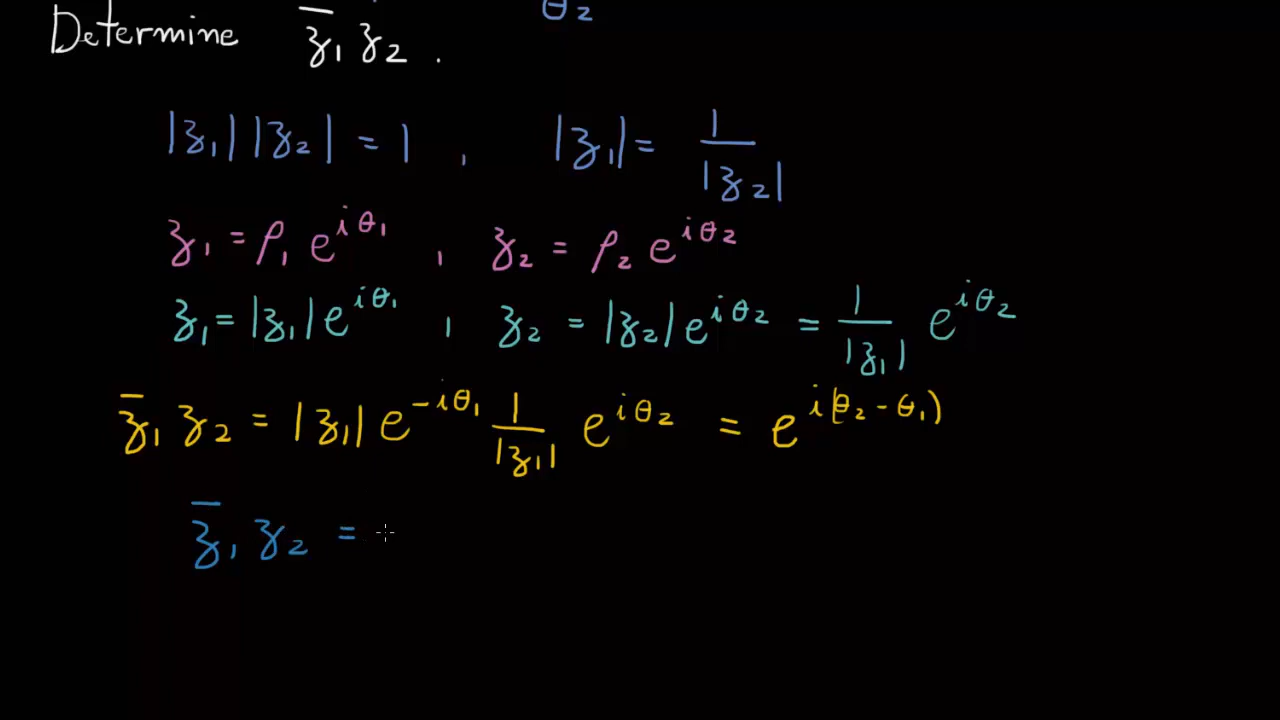 θ₂
Determine z̄₁ z₂ .
|z₁| |z₂| = 1 , |z₁| = 1/|z₂|
z₁ = ρ₁ e^{iθ₁} , z₂ = ρ₂ e^{iθ₂}
z₁ = |z₁| e^{iθ₁} , z₂ = |z₂| e^{iθ₂} = 1/|z₁| e^{iθ₂}
z̄₁ z₂ = |z₁| e^{-iθ₁} 1/|z₁| e^{iθ₂} = e^{i(θ₂-θ₁)}
z̄₁ z₂ =